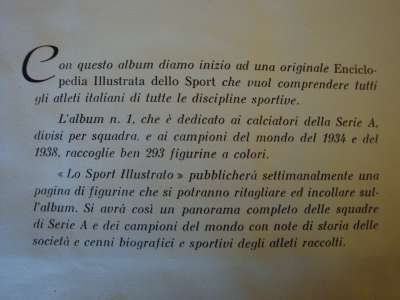 Con questo album diamo inizio ad una originale Enciclo-
pedia Illustrata dello Sport che vuol comprendere tutti
gli atleti italiani di tutte le discipline sportive.
L'album n. 1, che è dedicato ai calciatori della Serie A,
divisi per squadra, e ai campioni del mondo del 1934 e del
1938, raccoglie ben 293 figurine a colori.
« Lo Sport Illustrato » pubblicherà settimanalmente una
pagina di figurine che si potranno ritagliare ed incollare sul-
l'album. Si avrà così un panorama completo delle squadre
di Serie A e dei campioni del mondo con note di storia delle
società e cenni biografici e sportivi degli atleti raccolti.